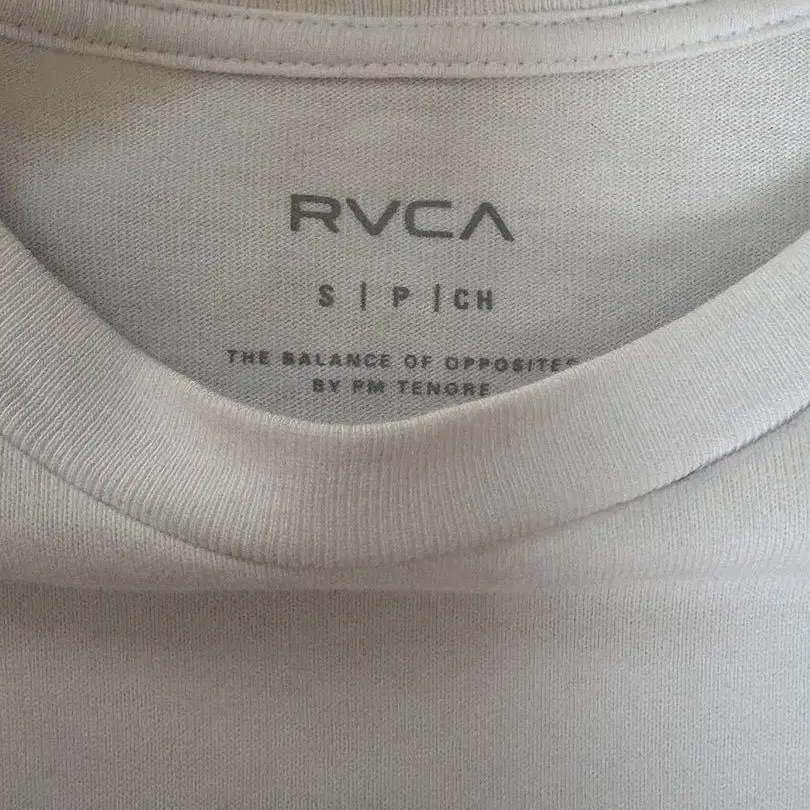 RVCA
S | P | CH
THE BALANCE OF OPPOSITES
BY PM TENORE